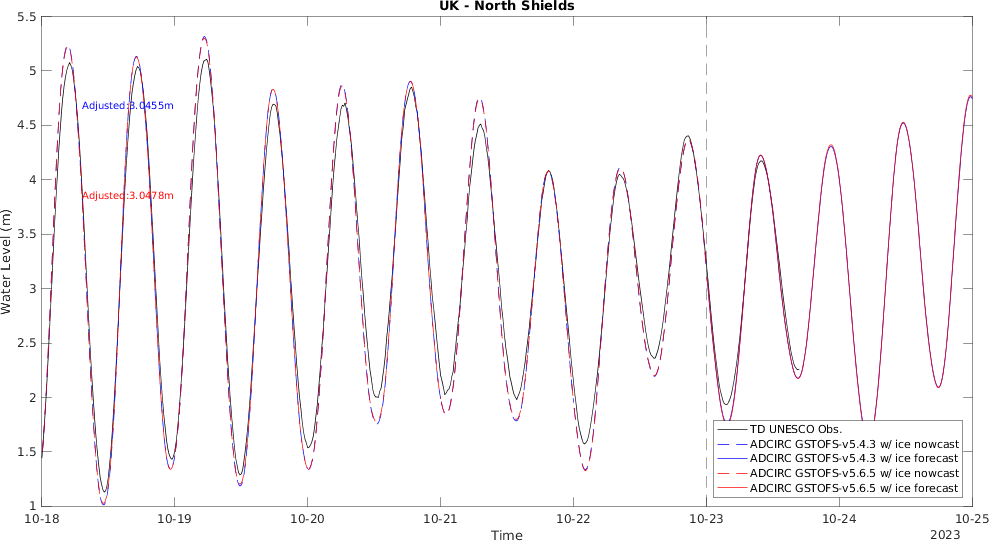 UK - North Shields
5.5
5
4.5
4
3.5
3
2.5
2
1.5
1
Water Level (m)
Adjusted:3.0455m
Adjusted:3.0478m
TD UNESCO Obs.
ADCIRC GSTOFS-v5.4.3 w/ ice nowcast
ADCIRC GSTOFS-v5.4.3 w/ ice forecast
ADCIRC GSTOFS-v5.6.5 w/ ice nowcast
ADCIRC GSTOFS-v5.6.5 w/ ice forecast
10-18 10-19 10-20 10-21 10-22 10-23 10-24 10-25
Time
2023